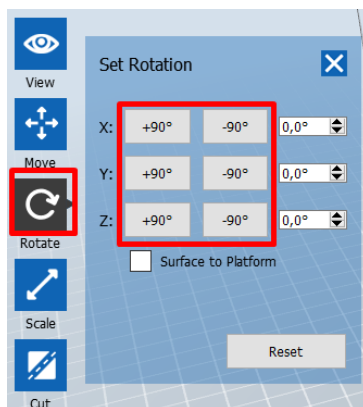 View
Move
Rotate
Scale
Cut
Set Rotation
X: +90° -90° 0,0°
Y: +90° -90° 0,0°
Z: +90° -90° 0,0°
Surface to Platform
Reset